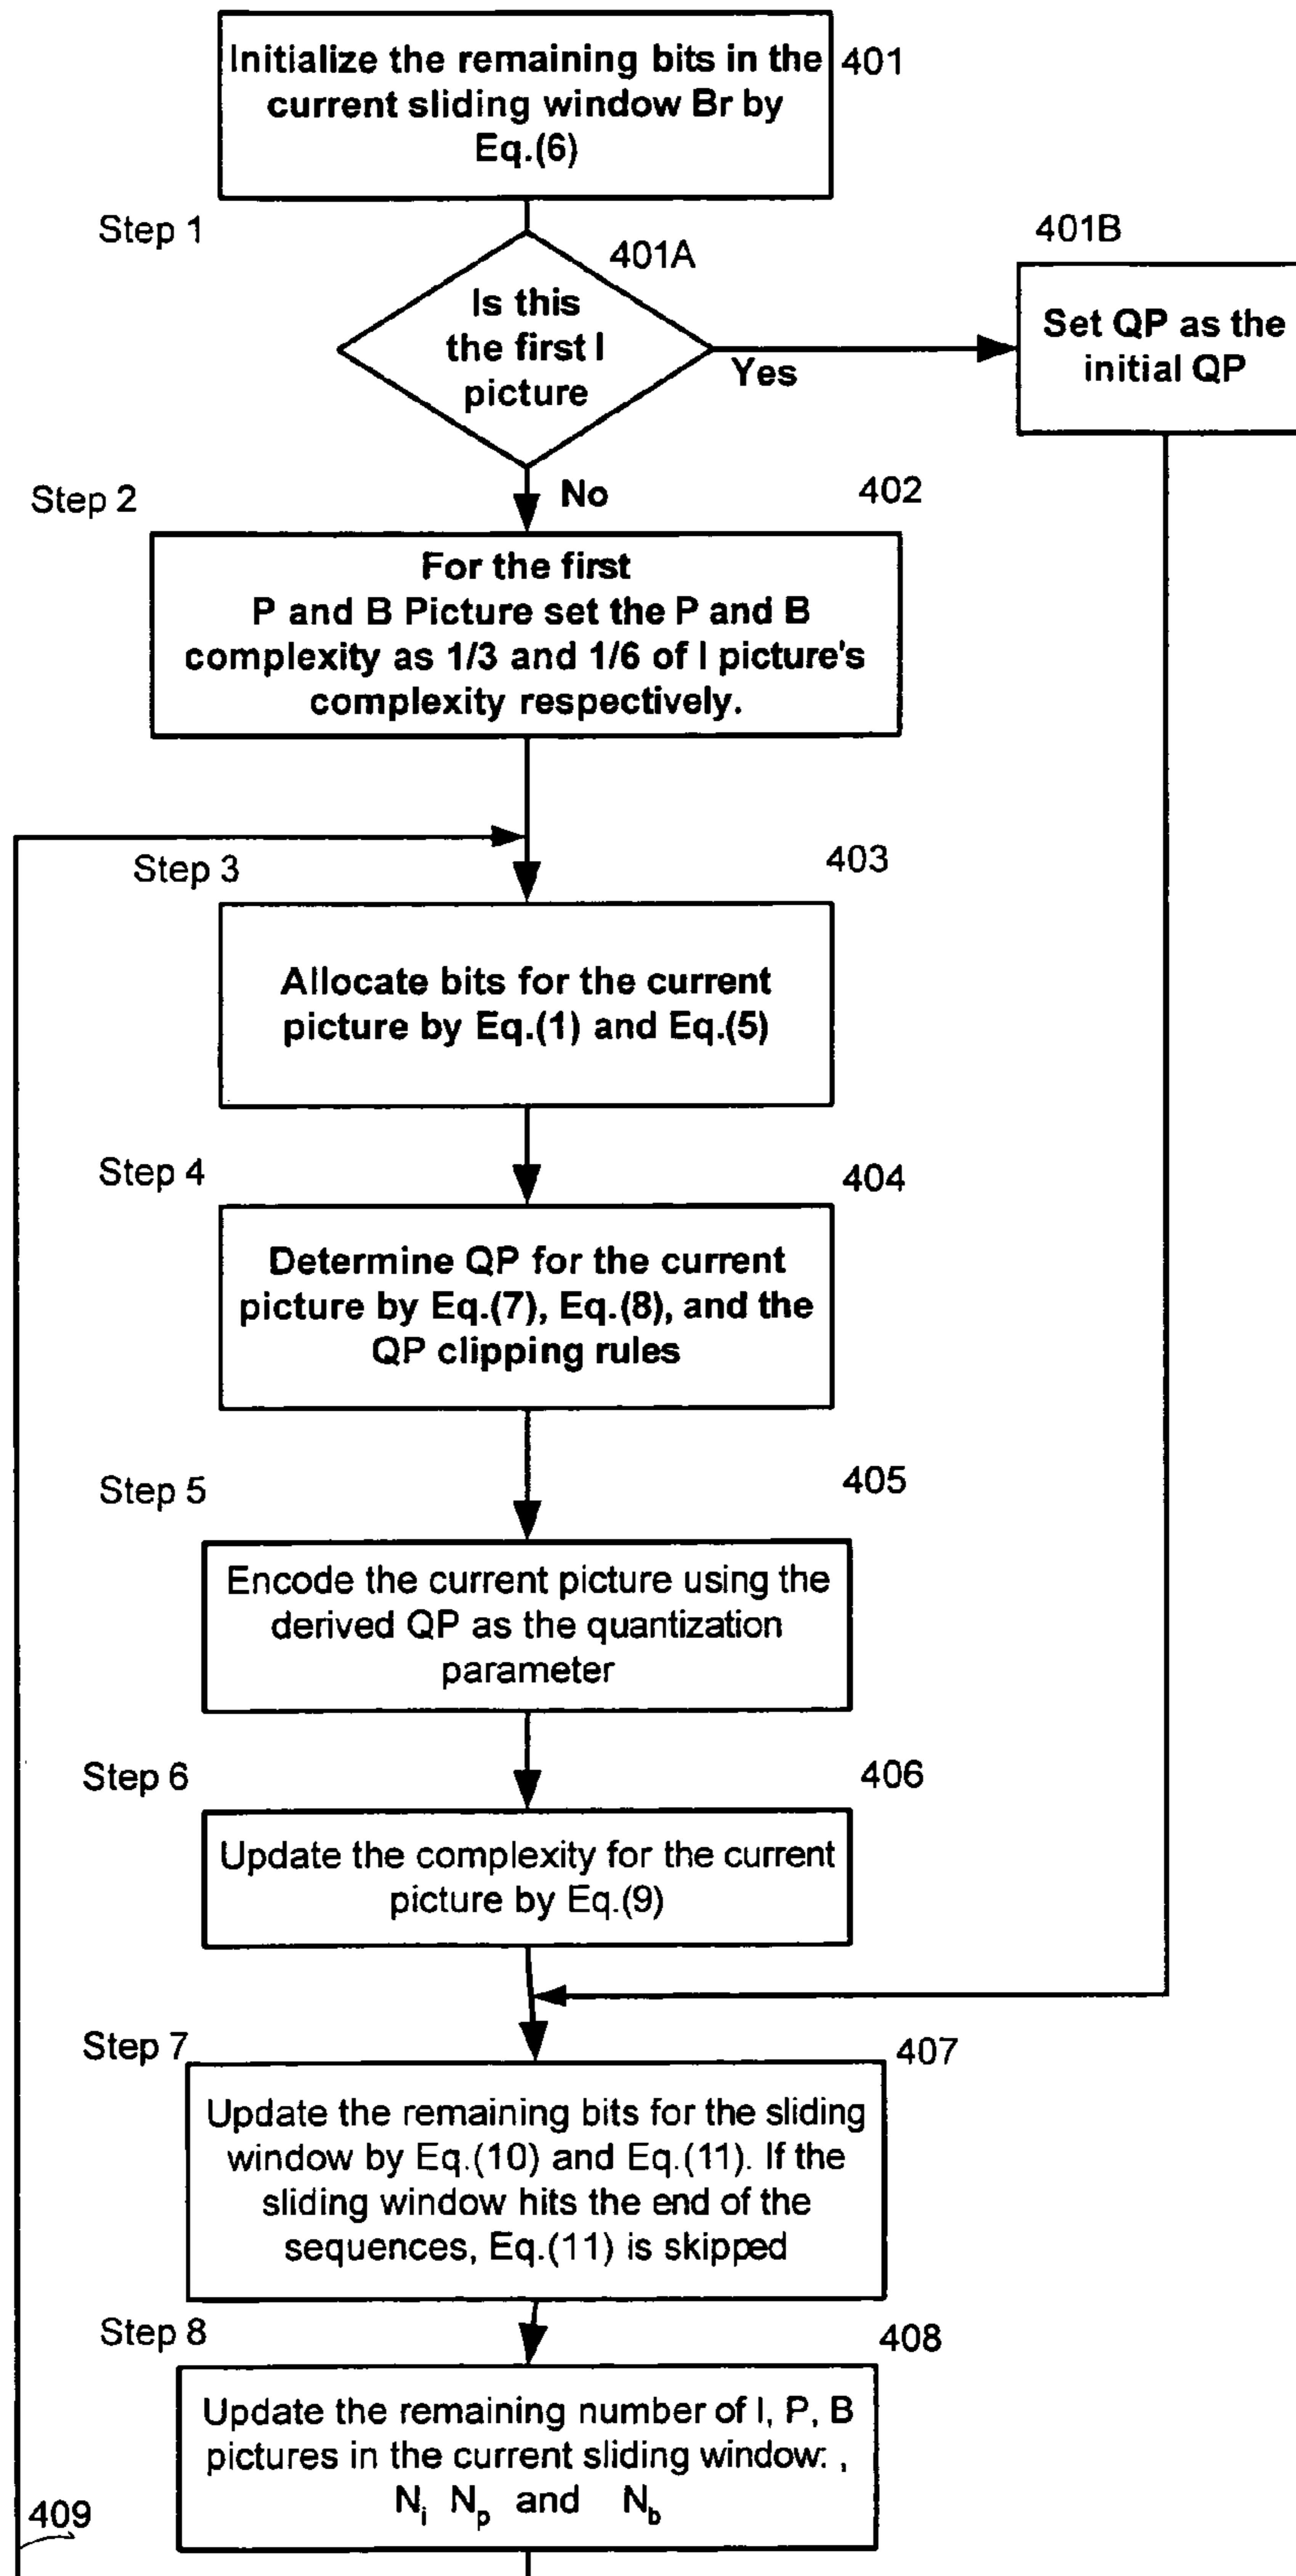 Initialize the remaining bits in the
current sliding window Br by
Eq.(6)
401
Step 1
401A
401B
Is this
the first I
picture
Yes
Set QP as the
initial QP
No
Step 2
402
For the first
P and B Picture set the P and B
complexity as 1/3 and 1/6 of I picture's
complexity respectively.
Step 3
403
Allocate bits for the current
picture by Eq.(1) and Eq.(5)
Step 4
404
Determine QP for the current
picture by Eq.(7), Eq.(8), and the
QP clipping rules
Step 5
405
Encode the current picture using the
derived QP as the quantization
parameter
Step 6
406
Update the complexity for the current
picture by Eq.(9)
Step 7
407
Update the remaining bits for the sliding
window by Eq.(10) and Eq.(11). If the
sliding window hits the end of the
sequences, Eq.(11) is skipped
Step 8
408
Update the remaining number of I, P, B
pictures in the current sliding window: ,
Ni Np and Nb
409